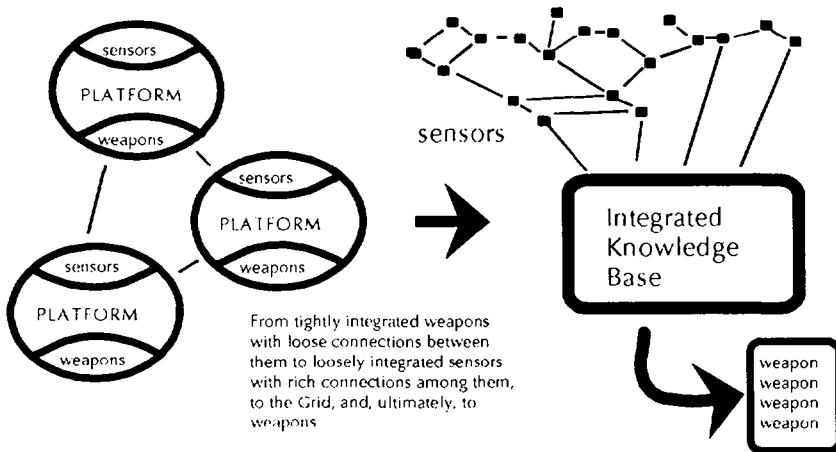 sensors
PLATFORM
weapons
sensors
PLATFORM
weapons
sensors
PLATFORM
weapons
From tightly integrated weapons
with loose connections between
them to loosely integrated sensors
with rich connections among them,
to the Grid, and, ultimately, to
weapons
sensors
Integrated
Knowledge
Base
weapon
weapon
weapon
weapon